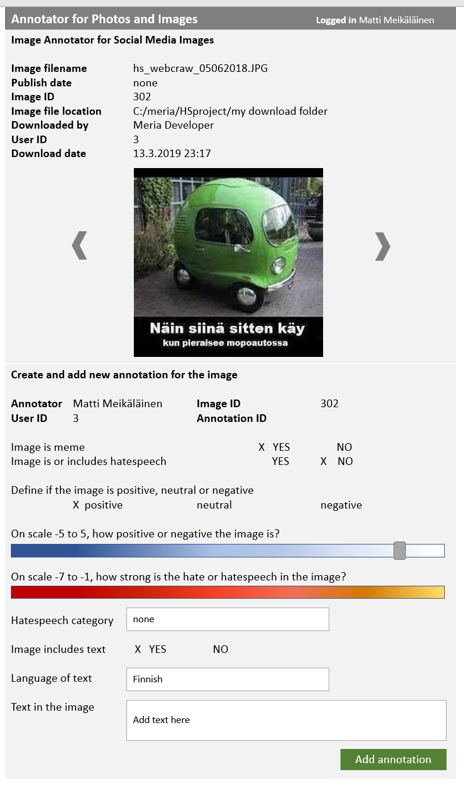 Annotator for Photos and Images Logged in Matti Meikäläinen
Image Annotator for Social Media Images
Image filename hs_webcraw_05062018.JPG
Publish date none
Image ID 302
Image file location C:/meria/HSproject/my download folder
Downloaded by Meria Developer
User ID 3
Download date 13.3.2019 23:17
Näin siinä sitten käy
kun pieraisee mopoautossa
Create and add new annotation for the image
Annotator Matti Meikäläinen Image ID 302
User ID 3 Annotation ID
Image is meme X YES NO
Image is or includes hatespeech YES X NO
Define if the image is positive, neutral or negative
X positive neutral negative
On scale -5 to 5, how positive or negative the image is?
On scale -7 to -1, how strong is the hate or hatespeech in the image?
Hatespeech category none
Image includes text X YES NO
Language of text Finnish
Text in the image Add text here
Add annotation